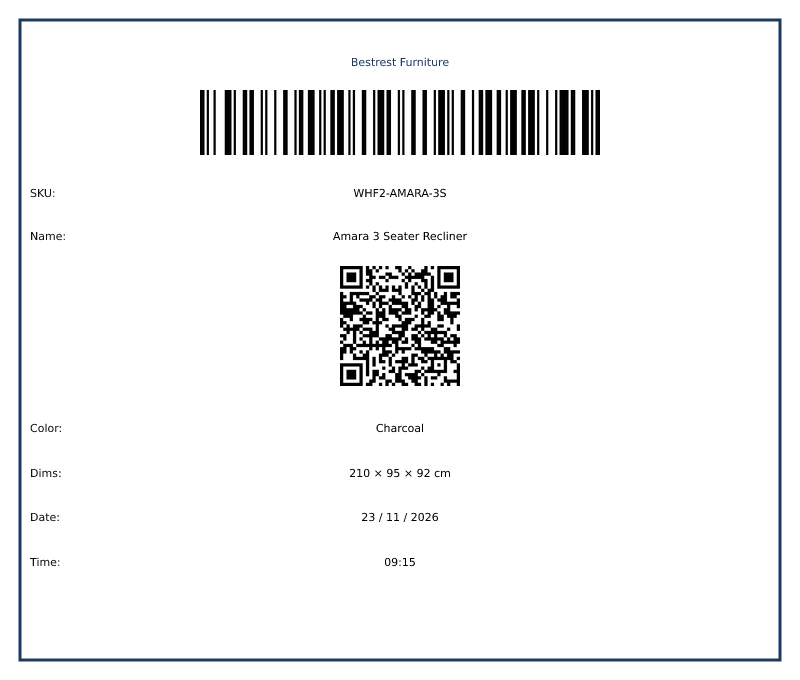 Bestrest Furniture
SKU: WHF2-AMARA-3S
Name: Amara 3 Seater Recliner
Color: Charcoal
Dims: 210 × 95 × 92 cm
Date: 23 / 11 / 2026
Time: 09:15